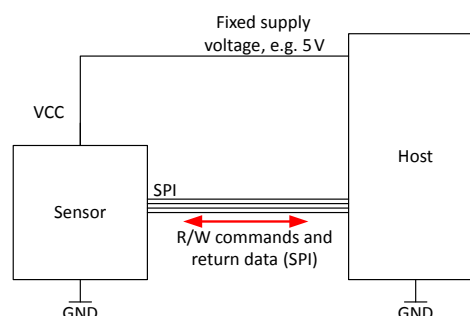 Fixed supply
voltage, e.g. 5 V
VCC
Host
SPI
Sensor
R/W commands and
return data (SPI)
GND
GND